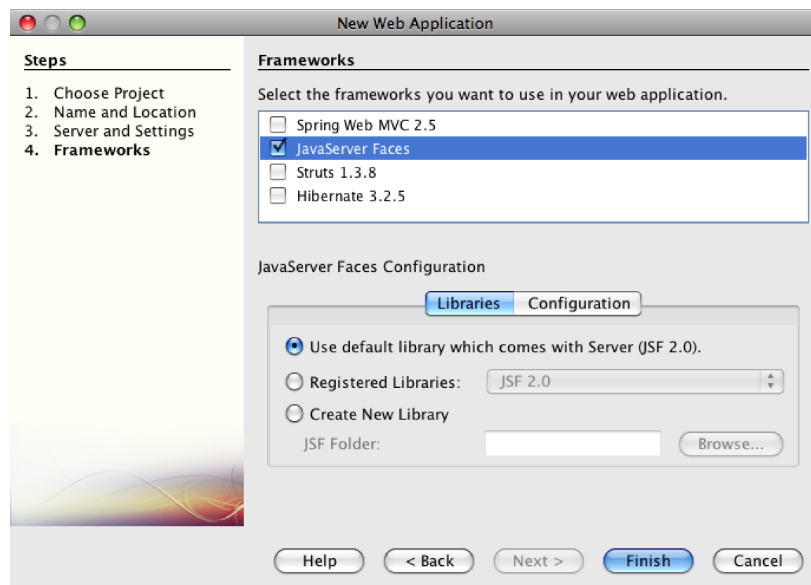 New Web Application
Steps
1. Choose Project
2. Name and Location
3. Server and Settings
4. Frameworks
Frameworks
Select the frameworks you want to use in your web application.
Spring Web MVC 2.5
JavaServer Faces
Struts 1.3.8
Hibernate 3.2.5
JavaServer Faces Configuration
Libraries Configuration
Use default library which comes with Server (JSF 2.0).
Registered Libraries: JSF 2.0
Create New Library
JSF Folder: Browse...
Help < Back Next > Finish Cancel